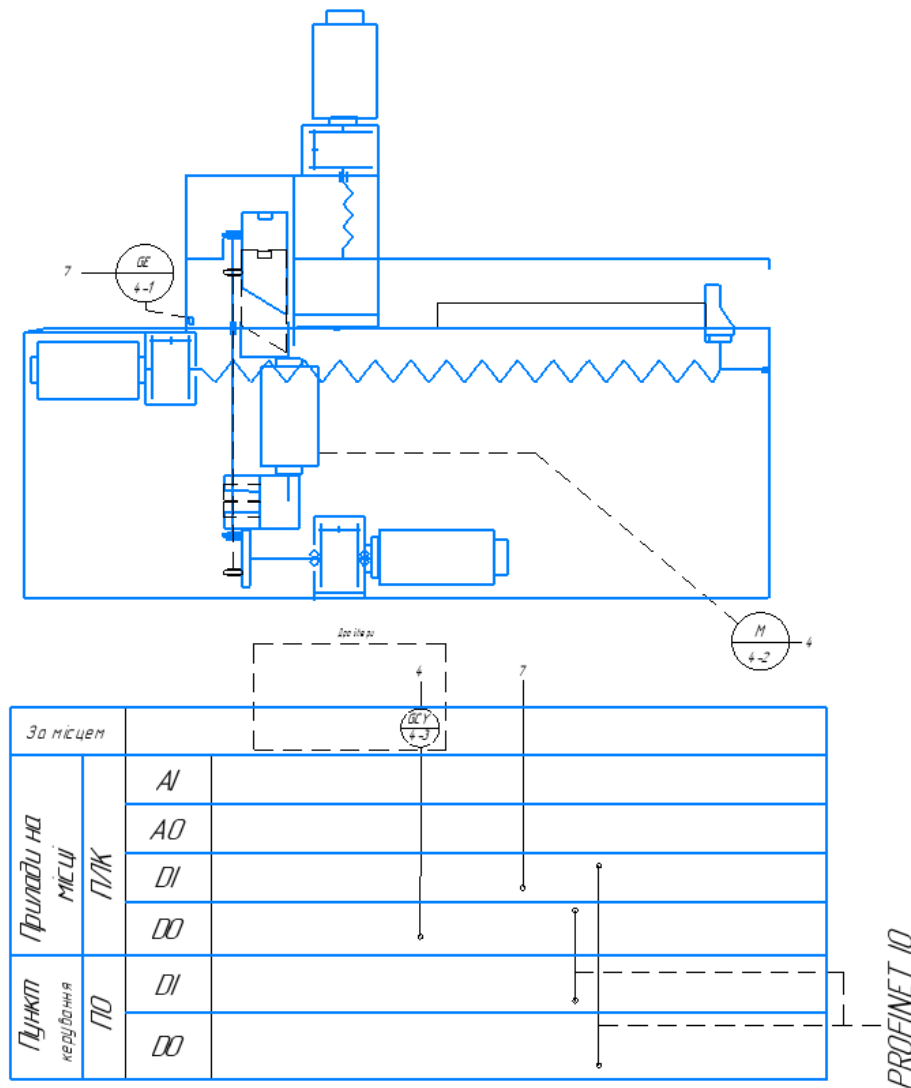 GE
7
4-1
M
4
4-2
Драйвери
4
7
GCY
4-3
За місцем
Прилади на
місці
ПЛК
AI
AO
DI
DO
Пункт
керування
ПО
DI
DO
PROFINET IO